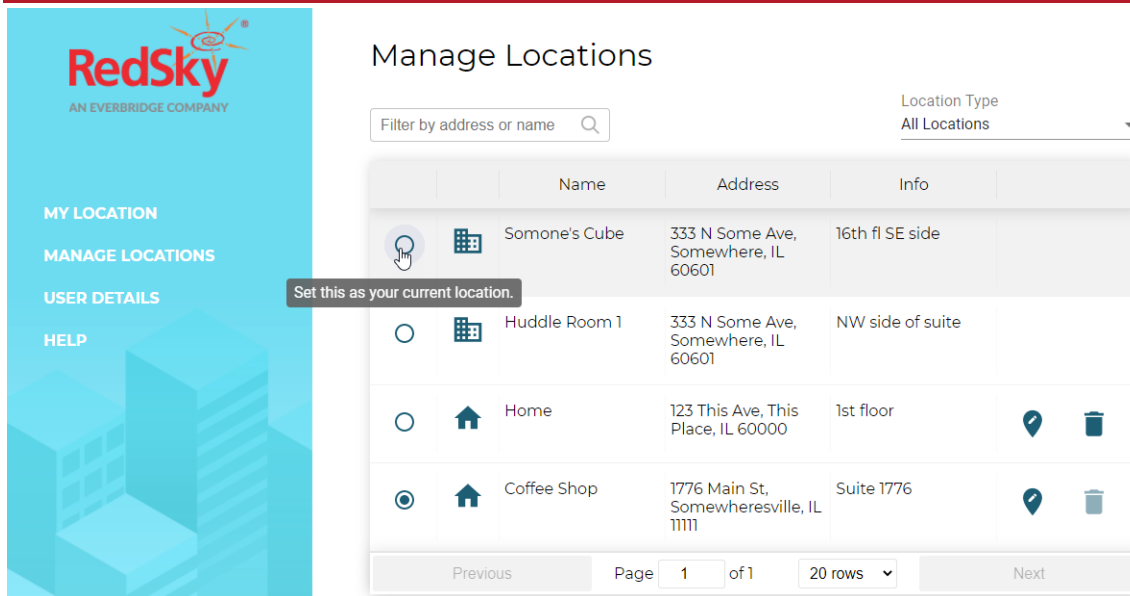 RedSky®
AN EVERBRIDGE COMPANY
MY LOCATION
MANAGE LOCATIONS
USER DETAILS
HELP
Manage Locations
Filter by address or name
Location Type
All Locations
Name Address Info
Somone's Cube 333 N Some Ave, 16th fl SE side
Somewhere, IL
60601
Set this as your current location.
Huddle Room 1 333 N Some Ave, NW side of suite
Somewhere, IL
60601
Home 123 This Ave, This 1st floor
Place, IL 60000
Coffee Shop 1776 Main St, Suite 1776
Somewheresville, IL
11111
Previous Page 1 of 1 20 rows Next